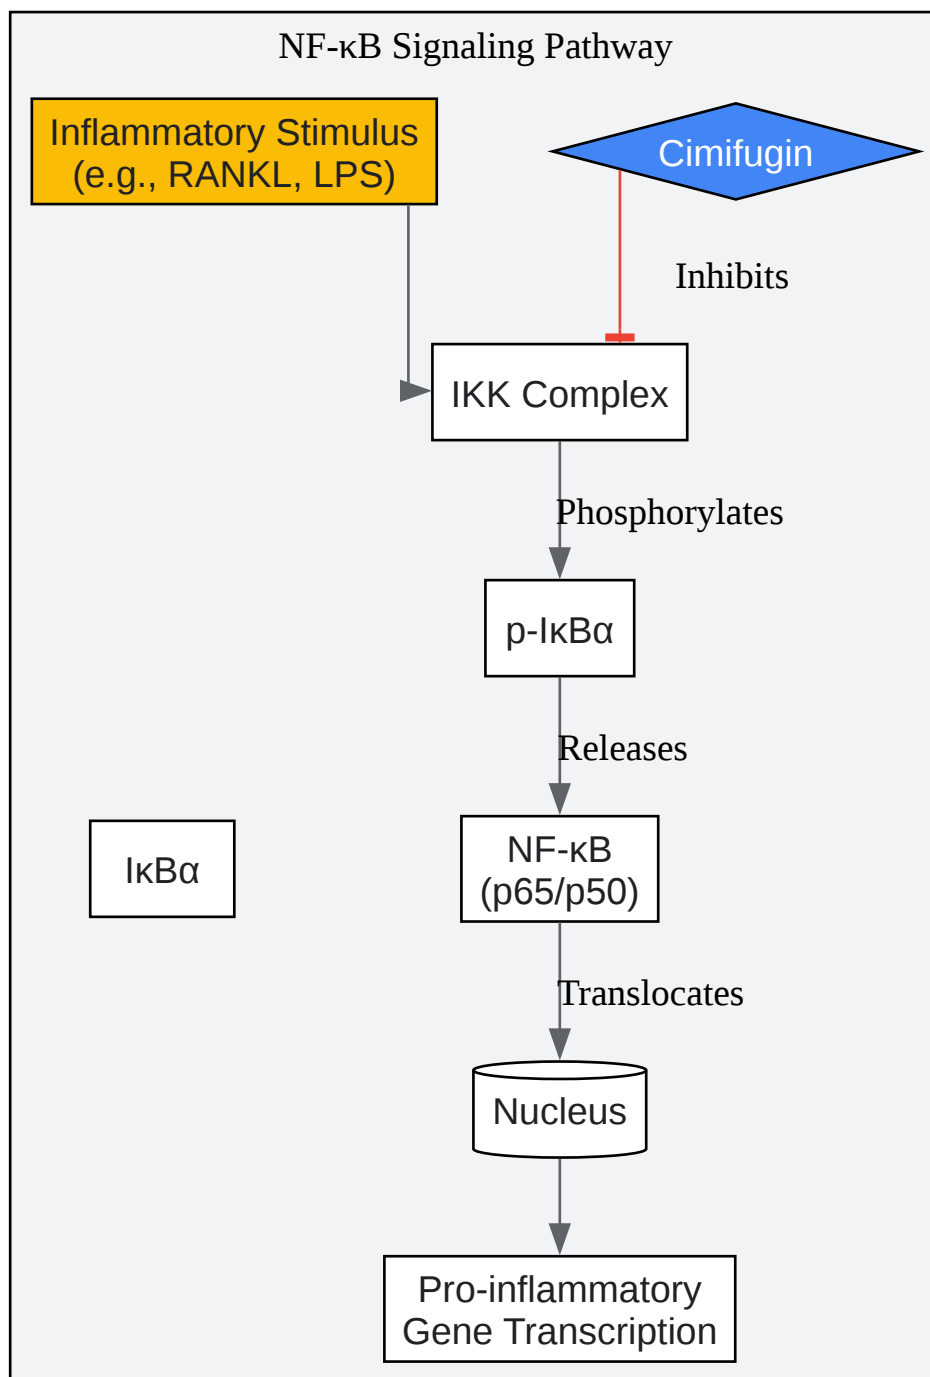 NF-κB Signaling Pathway
Inflammatory Stimulus
(e.g., RANKL, LPS)
Cimifugin
Inhibits
IKK Complex
Phosphorylates
p-IκBα
Releases
IκBα
NF-κB
(p65/p50)
Translocates
Nucleus
Pro-inflammatory
Gene Transcription